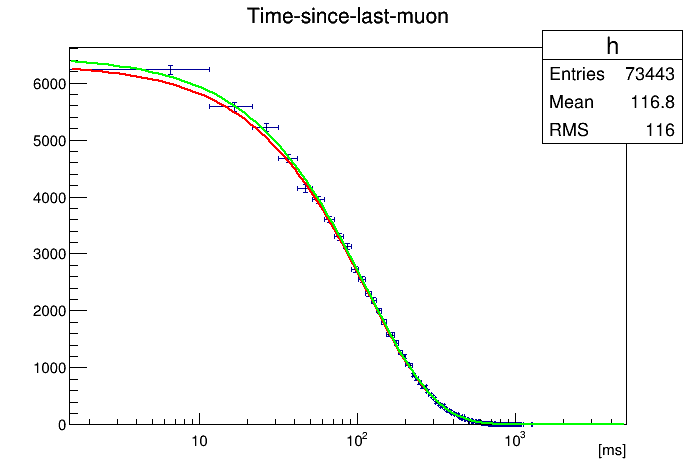 Time-since-last-muon
h
Entries 73443
Mean 116.8
RMS 116
6000
5000
4000
3000
2000
1000
0
10 10² 10³
[ms]